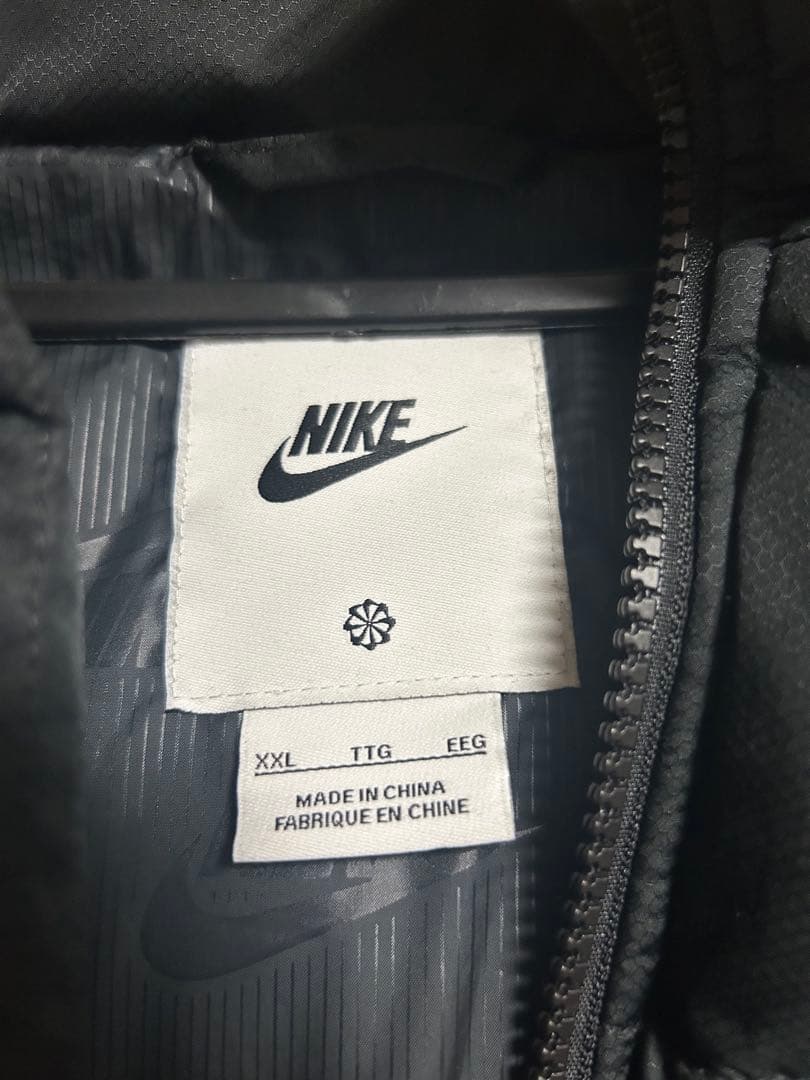 NIKE
XXL TTG EEG
MADE IN CHINA
FABRIQUE EN CHINE